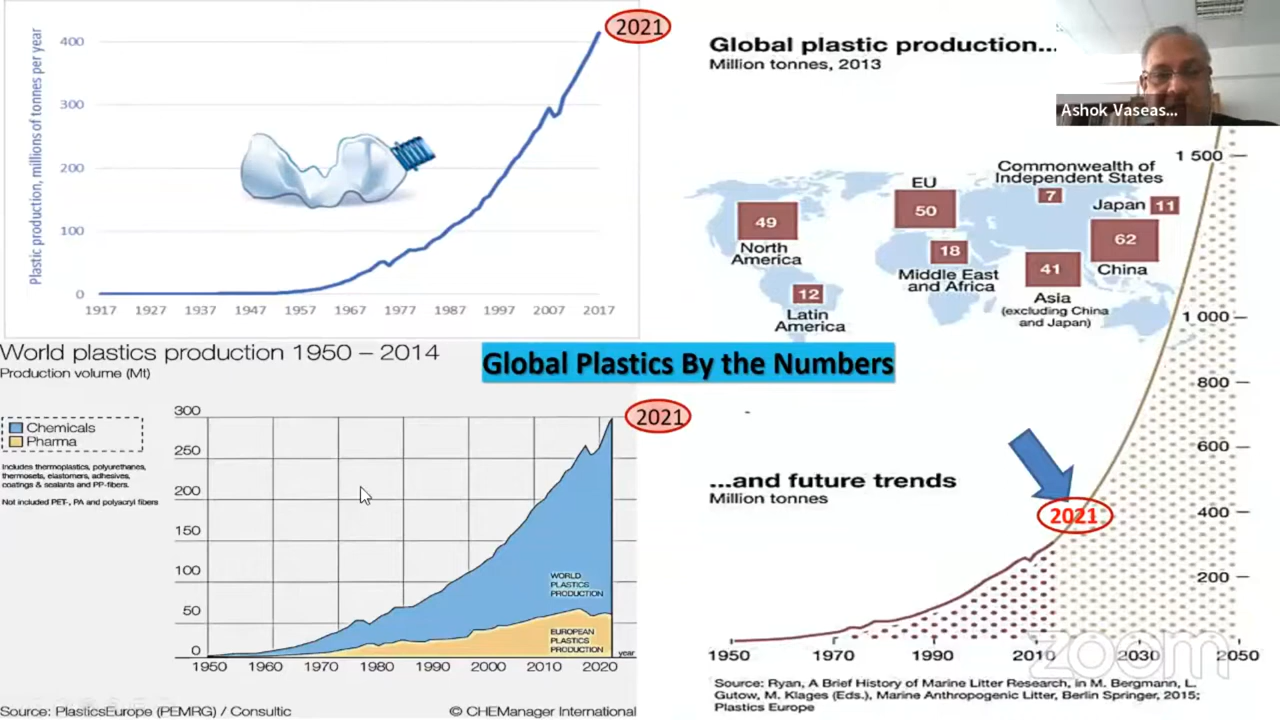 Plastic production, millions of tonnes per year
400
300
200
100
0
1917 1927 1937 1947 1957 1967 1977 1987 1997 2007 2017
2021
World plastics production 1950 – 2014
Production volume (Mt)
Chemicals
Pharma
Includes thermoplastics, polyurethanes,
thermosets, elastomers, adhesives,
coatings & sealants and PP-fibers.
Not included PET-, PA and polyacryl fibers
300
250
200
150
100
50
0
WORLD
PLASTICS
PRODUCTION
EUROPEAN
PLASTICS
PRODUCTION
year
1950 1960 1970 1980 1990 2000 2010 2020
2021
Source: PlasticsEurope (PEMRG) / Consultic
© CHEManager International
Global Plastics By the Numbers
Global plastic production...
Million tonnes, 2013
Ashok Vaseas...
49
North
America
12
Latin
America
EU
50
18
Middle East
and Africa
Commonwealth of
Independent States
7
Japan 11
62
China
41
Asia
(excluding China
and Japan)
1 500
1 000
800
600
400
200
...and future trends
Million tonnes
2021
1950 1970 1990 2010 2030 2050
zoom
Source: Ryan, A Brief History of Marine Litter Research, in M. Bergmann, L.
Gutow, M. Klages (Eds.), Marine Anthropogenic Litter, Berlin Springer, 2015;
Plastics Europe